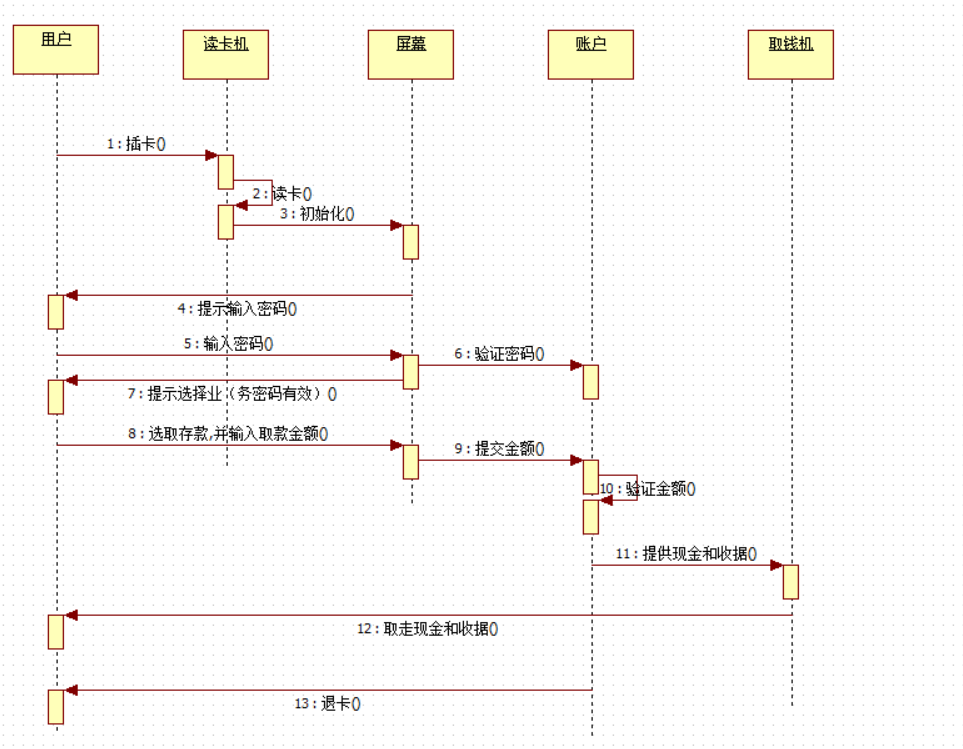 用户
读卡机
屏幕
账户
取钱机
1 : 插卡()
2 : 读卡()
3 : 初始化()
4 : 提示输入密码()
5 : 输入密码()
6 : 验证密码()
7 : 提示选择业（务密码有效）()
8 : 选取存款,并输入取款金额()
9 : 提交金额()
10 : 验证金额()
11 : 提供现金和收据()
12 : 取走现金和收据()
13 : 退卡()